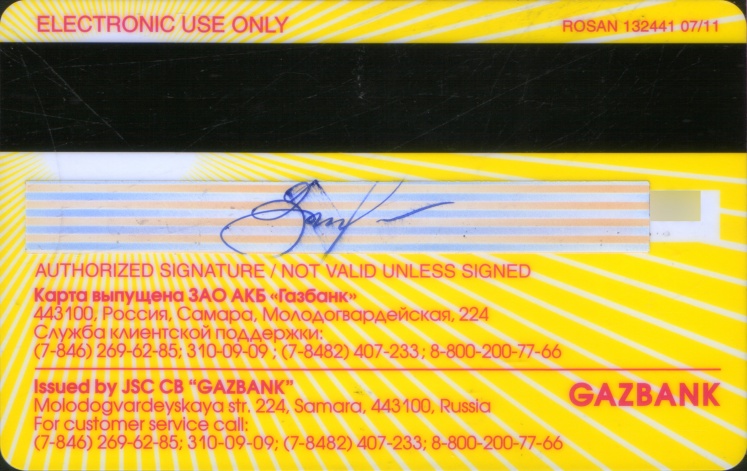 ELECTRONIC USE ONLY
ROSAN 132441 07/11
AUTHORIZED SIGNATURE / NOT VALID UNLESS SIGNED
Карта выпущена ЗАО АКБ «Газбанк»
443100, Россия, Самара, Молодогвардейская, 224
Служба клиентской поддержки:
(7-846) 269-62-85; 310-09-09 ; (7-8482) 407-233 ; 8-800-200-77-66
Issued by JSC CB "GAZBANK"
GAZBANK
Molodogvardeyskaya str. 224, Samara, 443100, Russia
For customer service call:
(7-846) 269-62-85; 310-09-09; (7-8482) 407-233; 8-800-200-77-66